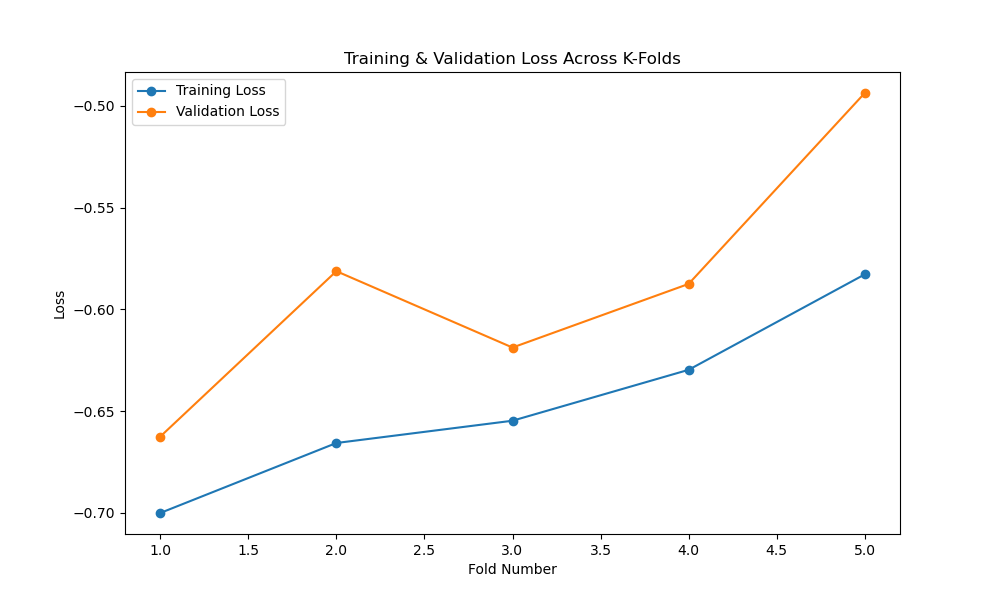 Training & Validation Loss Across K-Folds
Training Loss
Validation Loss
−0.50
−0.55
−0.60
−0.65
−0.70
Loss
1.0 1.5 2.0 2.5 3.0 3.5 4.0 4.5 5.0
Fold Number